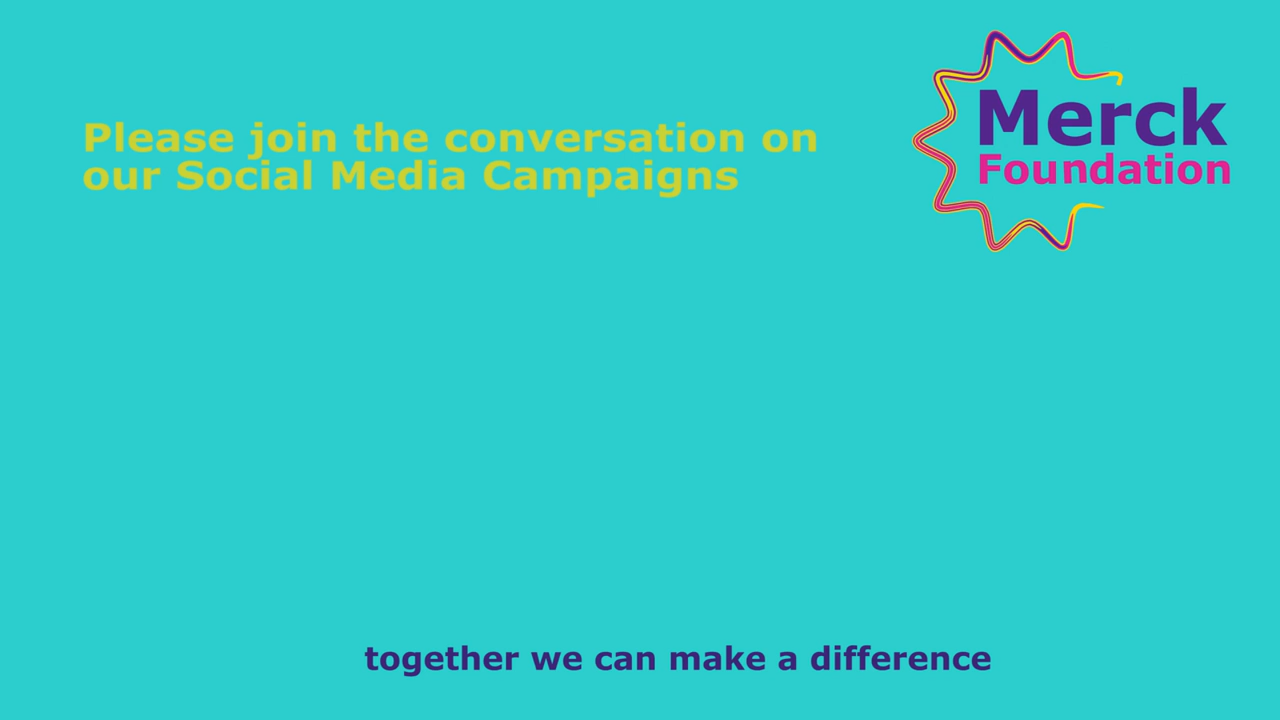 Please join the conversation on
our Social Media Campaigns
Merck
Foundation
together we can make a difference